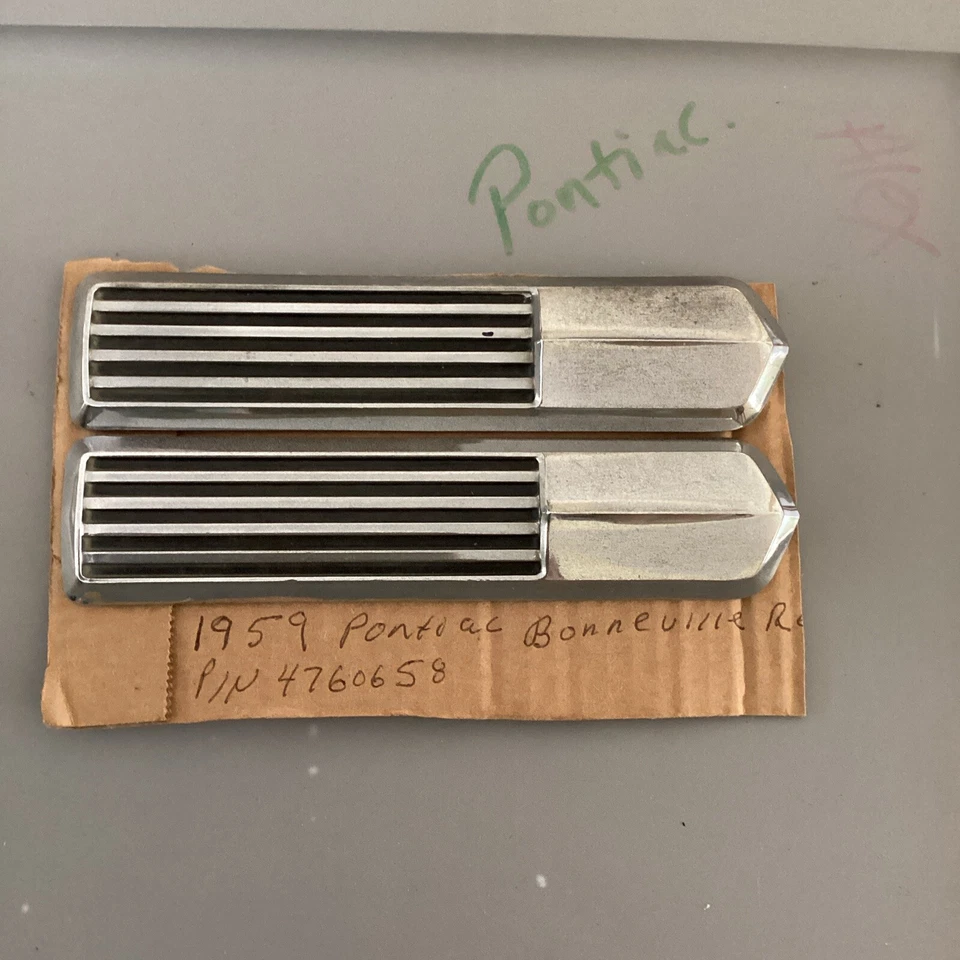 Pontiac.
1959 Pontiac Bonneville
P/N 4760658